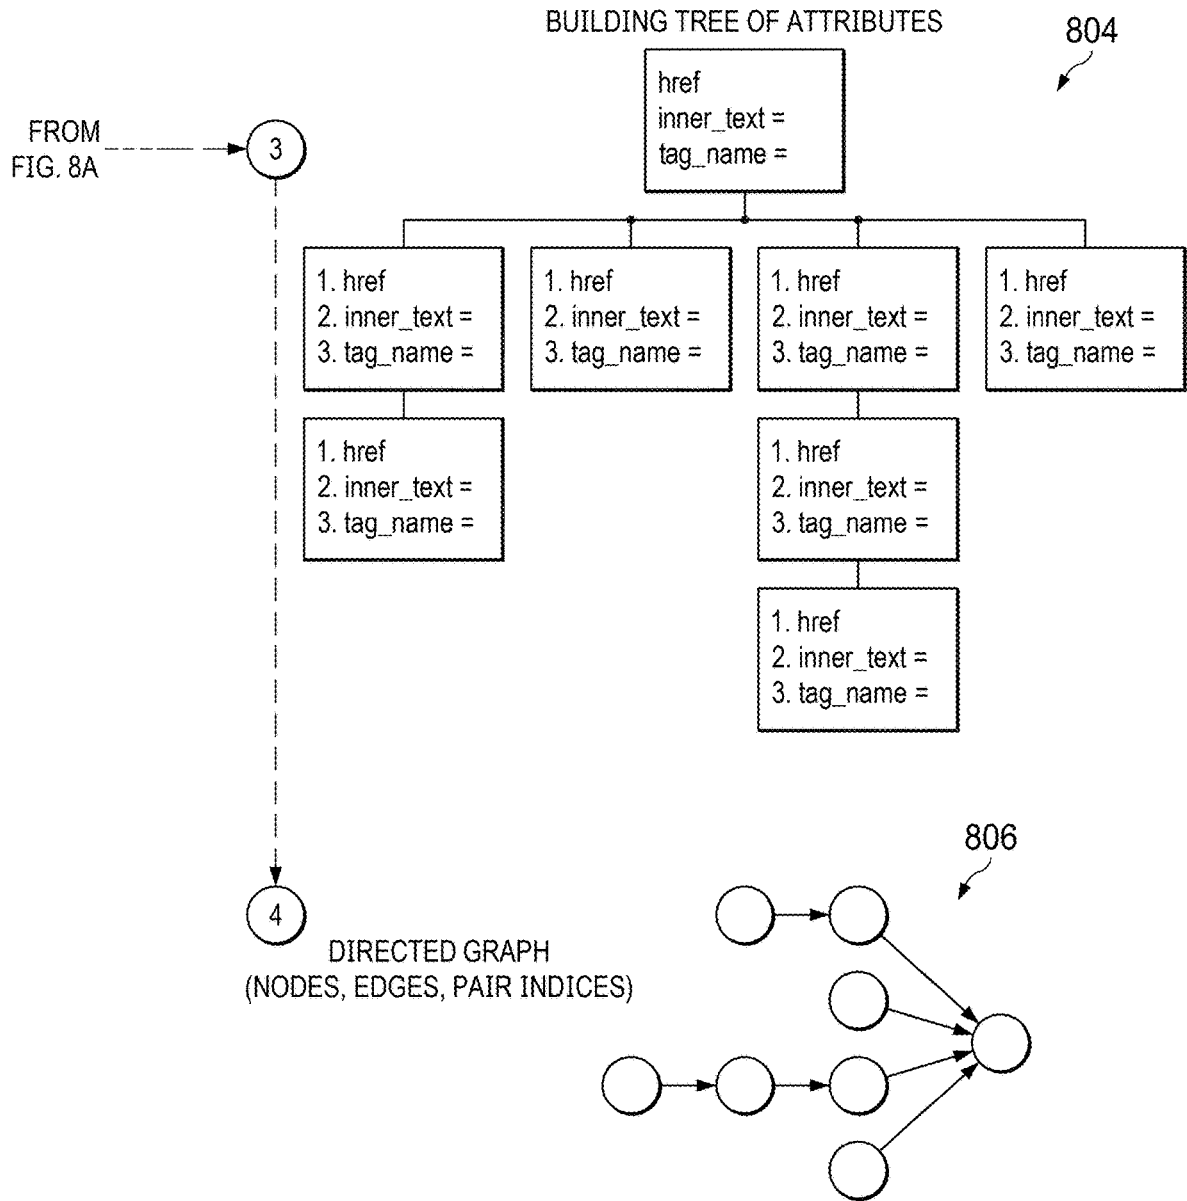 BUILDING TREE OF ATTRIBUTES
804
href
inner_text =
tag_name =
FROM
FIG. 8A
3
1. href
2. inner_text =
3. tag_name =
1. href
2. inner_text =
3. tag_name =
1. href
2. inner_text =
3. tag_name =
1. href
2. inner_text =
3. tag_name =
1. href
2. inner_text =
3. tag_name =
1. href
2. inner_text =
3. tag_name =
1. href
2. inner_text =
3. tag_name =
806
4
DIRECTED GRAPH
(NODES, EDGES, PAIR INDICES)